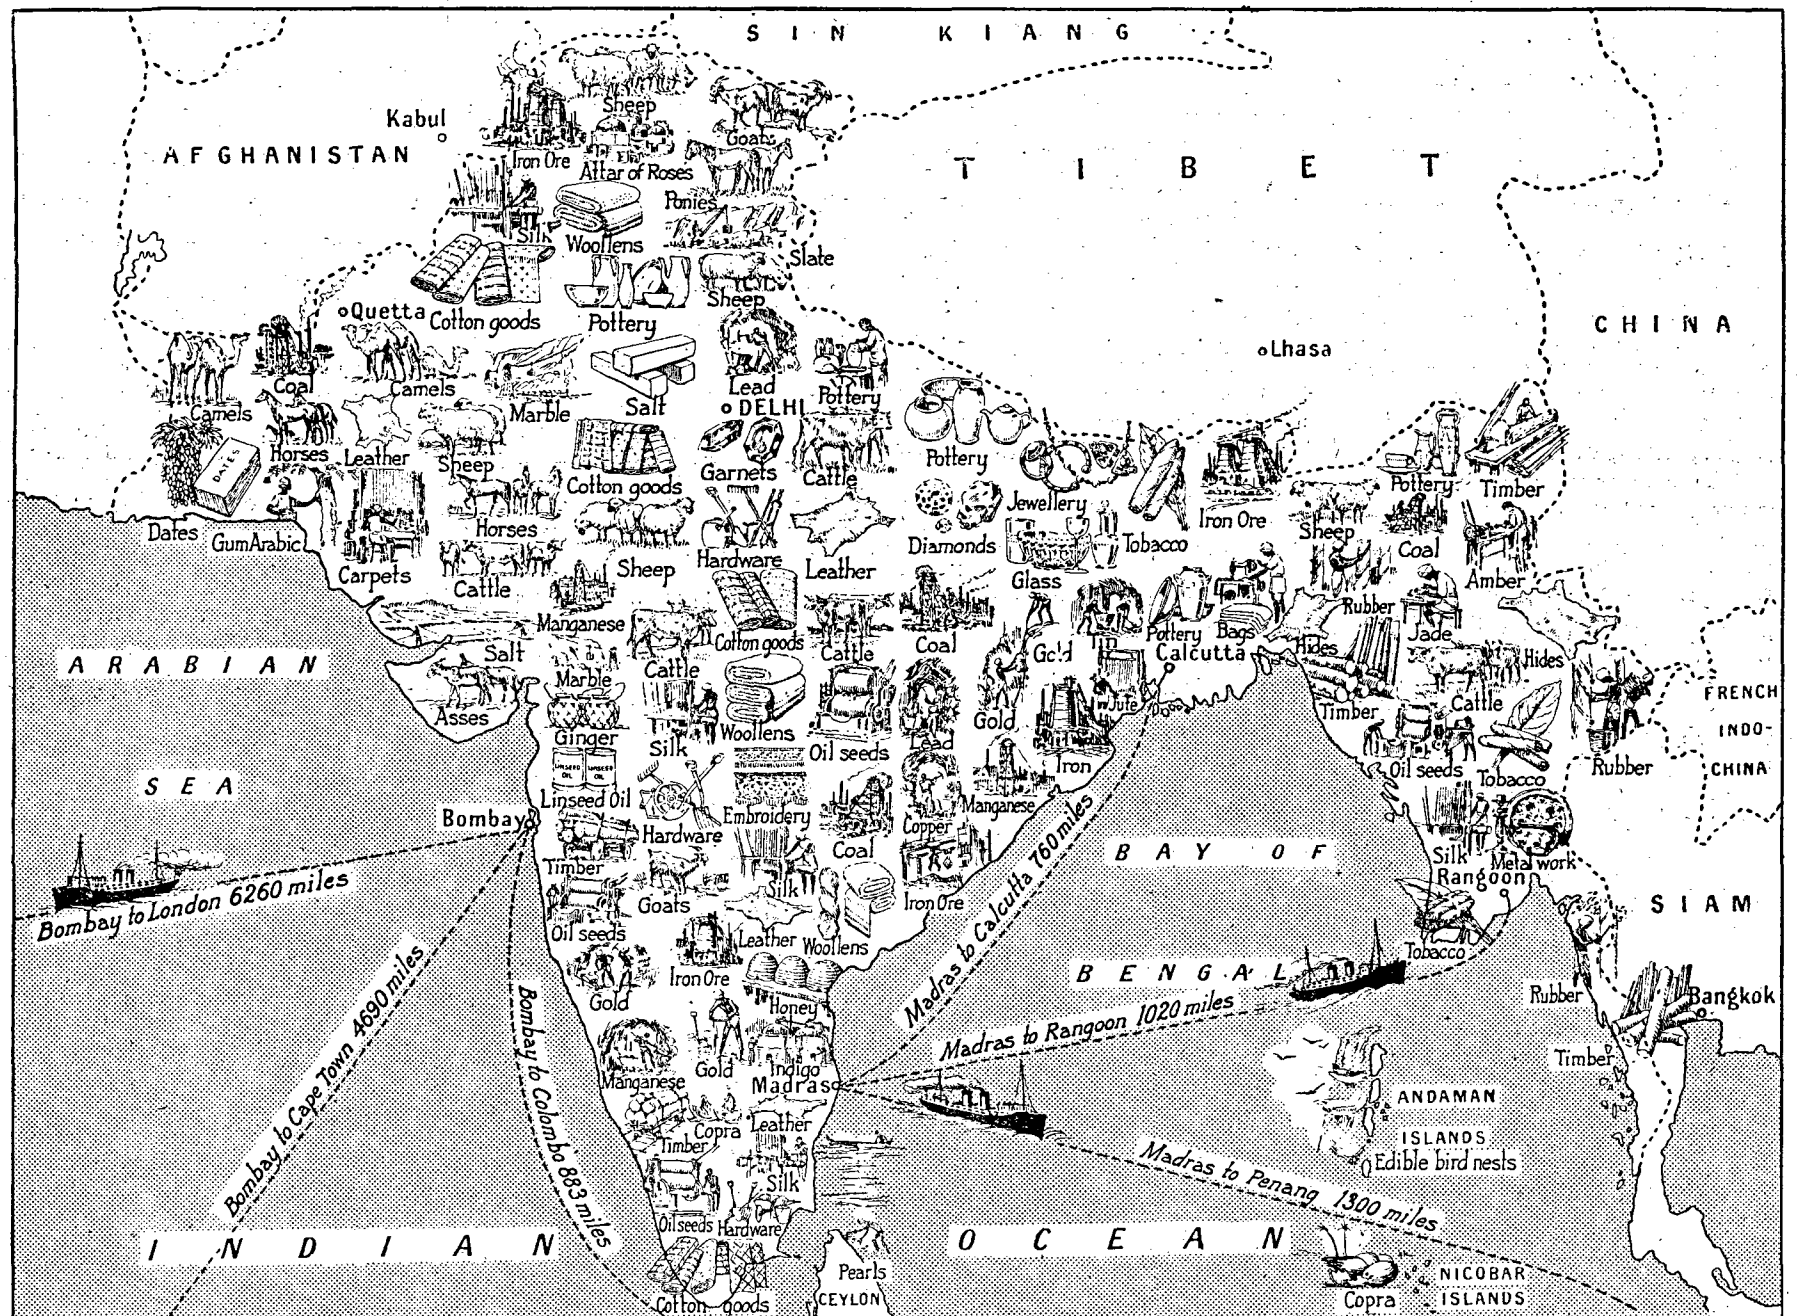 SIN KIANG
Kabul
AFGHANISTAN
Sheep
Goats
Iron Ore
Attar of Roses
TIBET
Ponies
Silk
Woollens
Slate
Sheep
Quetta
Cotton goods
Pottery
CHINA
Lhasa
Coal
Camels
Camels
Marble
Salt
Lead
Pottery
DELHI
Horses
Leather
Sheep
DATES
Cotton goods
Garnets
Cattle
Pottery
Jewellery
Pottery
Timber
Dates
Gum Arabic
Horses
Hardware
Diamonds
Tobacco
Iron Ore
Sheep
Coal
Carpets
Cattle
Sheep
Leather
Glass
Amber
Manganese
Cotton goods
Cattle
Coal
Gold
Tin
Pottery
Bags
Rubber
Jade
Hides
Hides
Calcutta
ARABIAN
Salt
Marble
Cattle
Asses
Ginger
Silk
Woollens
Oil seeds
Lead
Gold
Jute
Iron
Timber
Cattle
FRENCH
INDO-
CHINA
Oil seeds
Tobacco
Rubber
SEA
LINSEED OIL
LINSEED OIL
Linseed Oil
Hardware
Embroidery
Copper
Manganese
Bombay
Timber
Coal
BAY OF
Silk
Metal work
Rangoon
Bombay to London 6260 miles
Goats
Silk
Iron Ore
SIAM
Oil seeds
Leather
Woollens
Tobacco
Gold
Iron Ore
Honey
BENGAL
Rubber
Bangkok
Bombay to Cape Town 4690 miles
Bombay to Colombo 883 miles
Madras to Calcutta 760 miles
Madras to Rangoon 1020 miles
Manganese
Gold
Indigo
Madras
Timber
ANDAMAN
ISLANDS
Edible bird nests
Timber
Copra
Leather
Silk
Madras to Penang 1300 miles
Oil seeds
Hardware
INDIAN OCEAN
Cotton goods
Pearls
CEYLON
Copra
NICOBAR
ISLANDS